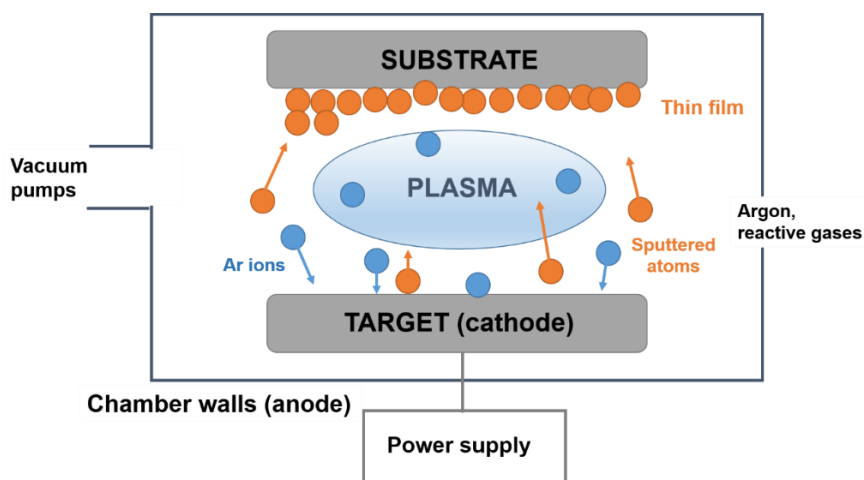 SUBSTRATE
Thin film
Vacuum
pumps
PLASMA
Argon,
reactive gases
Ar ions
Sputtered
atoms
TARGET (cathode)
Chamber walls (anode)
Power supply